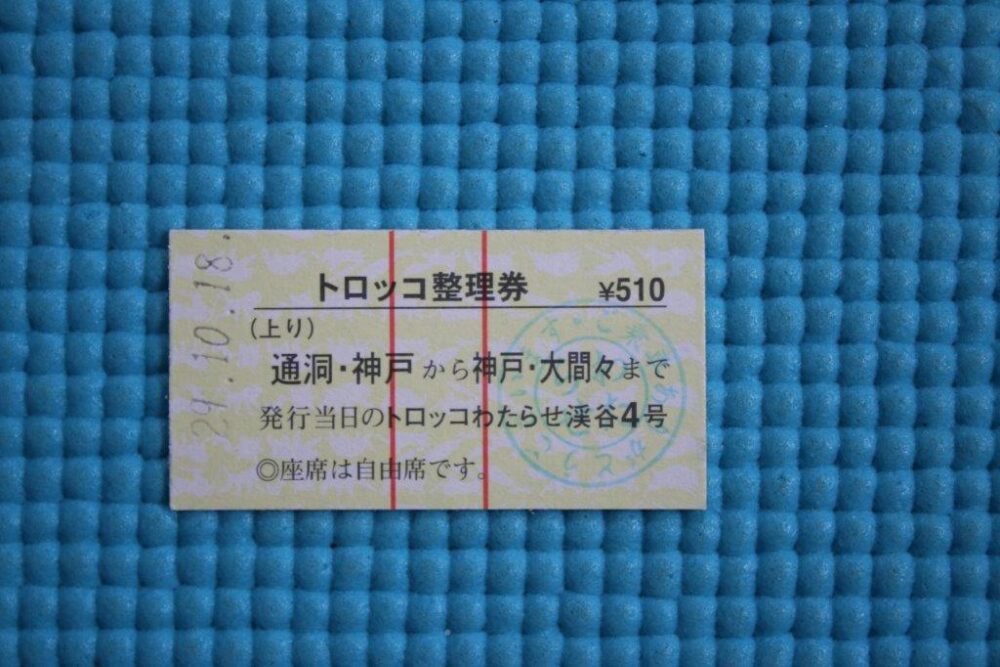 29.10.18.
トロッコ整理券 ¥510
(上り)
通洞・神戸から神戸・大間々まで
発行当日のトロッコわたらせ渓谷4号
◎座席は自由席です。